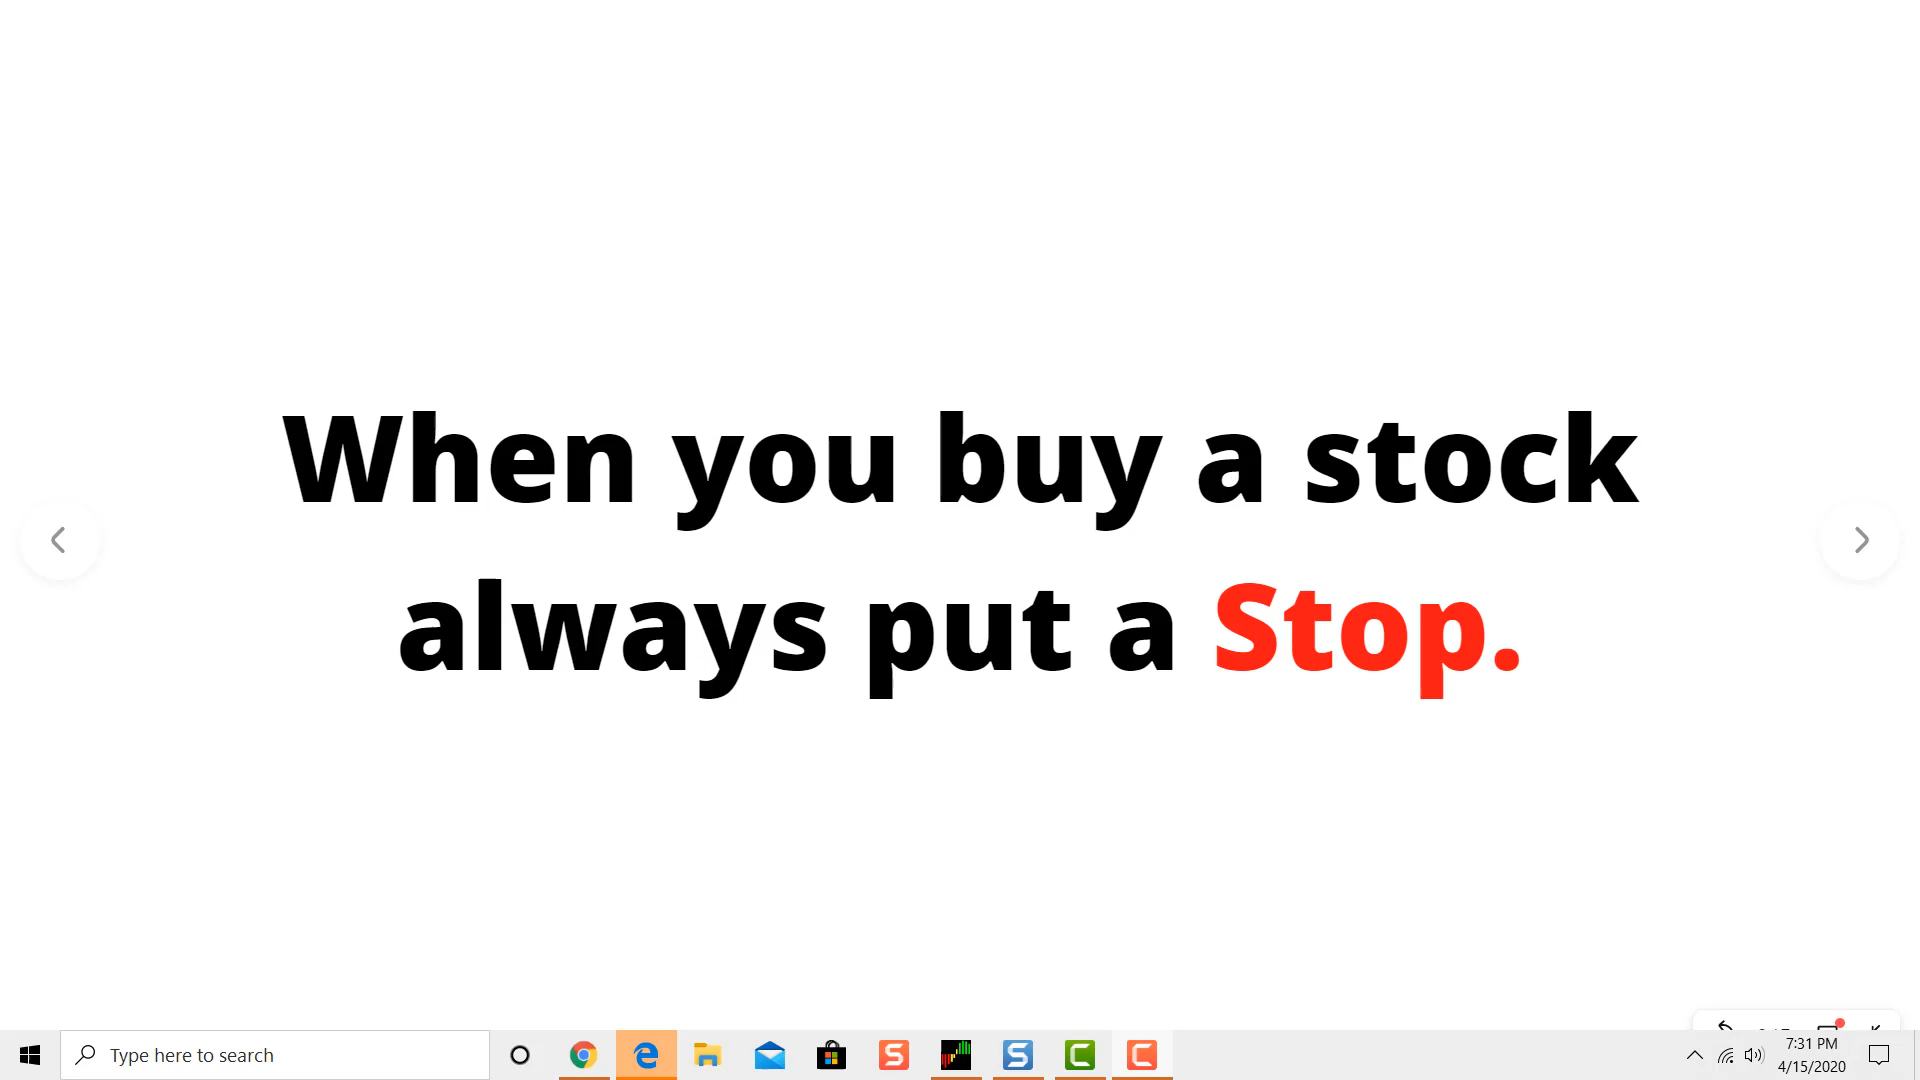 When you buy a stock
always put a Stop.
Type here to search
7:31 PM
4/15/2020